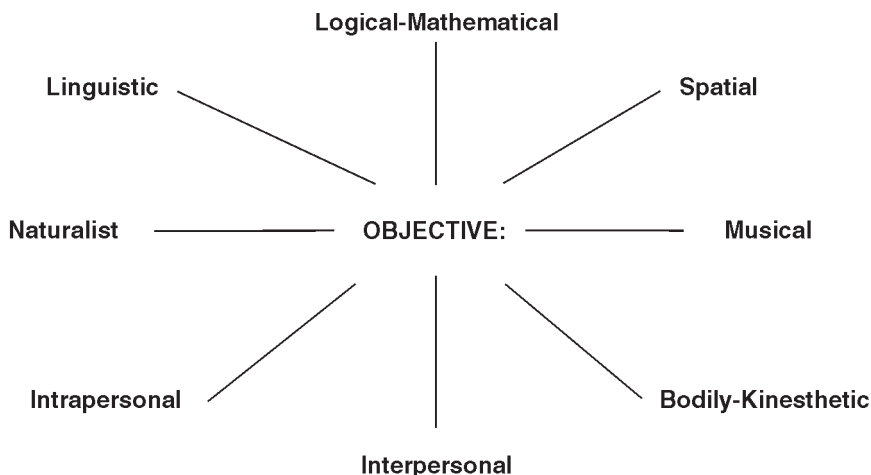 Logical-Mathematical
Linguistic
Spatial
Naturalist
OBJECTIVE:
Musical
Intrapersonal
Bodily-Kinesthetic
Interpersonal